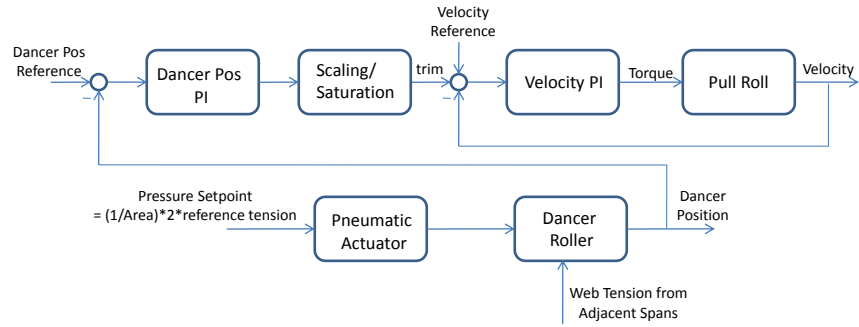 Dancer Pos
Reference
Dancer Pos
PI
Scaling/
Saturation
trim
Velocity
Reference
Velocity PI
Torque
Pull Roll
Velocity
Pressure Setpoint
= (1/Area)*2*reference tension
Pneumatic
Actuator
Dancer
Roller
Dancer
Position
Web Tension from
Adjacent Spans